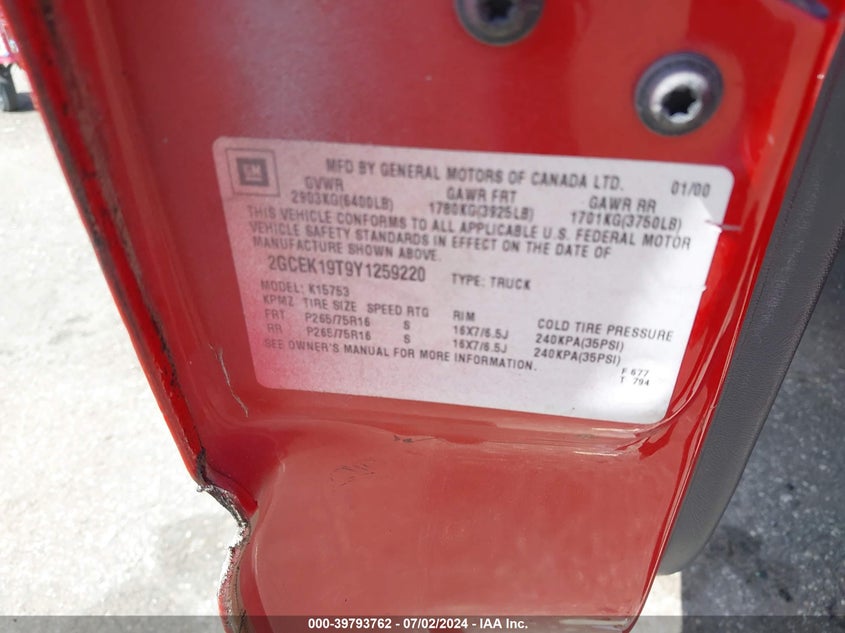 GM
MFD BY GENERAL MOTORS OF CANADA LTD. 01/00
GVWR GAWR FRT GAWR RR
2903KG(6400LB) 1780KG(3925LB) 1701KG(3750LB)
THIS VEHICLE CONFORMS TO ALL APPLICABLE U.S. FEDERAL MOTOR
VEHICLE SAFETY STANDARDS IN EFFECT ON THE DATE OF
MANUFACTURE SHOWN ABOVE.
2GCEK19T9Y1259220 TYPE: TRUCK
MODEL: K15753
KPMZ TIRE SIZE SPEED RTG RIM COLD TIRE PRESSURE
FRT P265/75R16 S 16X7/6.5J 240KPA(35PSI)
RR P265/75R16 S 16X7/6.5J 240KPA(35PSI)
SEE OWNER'S MANUAL FOR MORE INFORMATION.
F 677
T 794
000-39793762 - 07/02/2024 - IAA Inc.